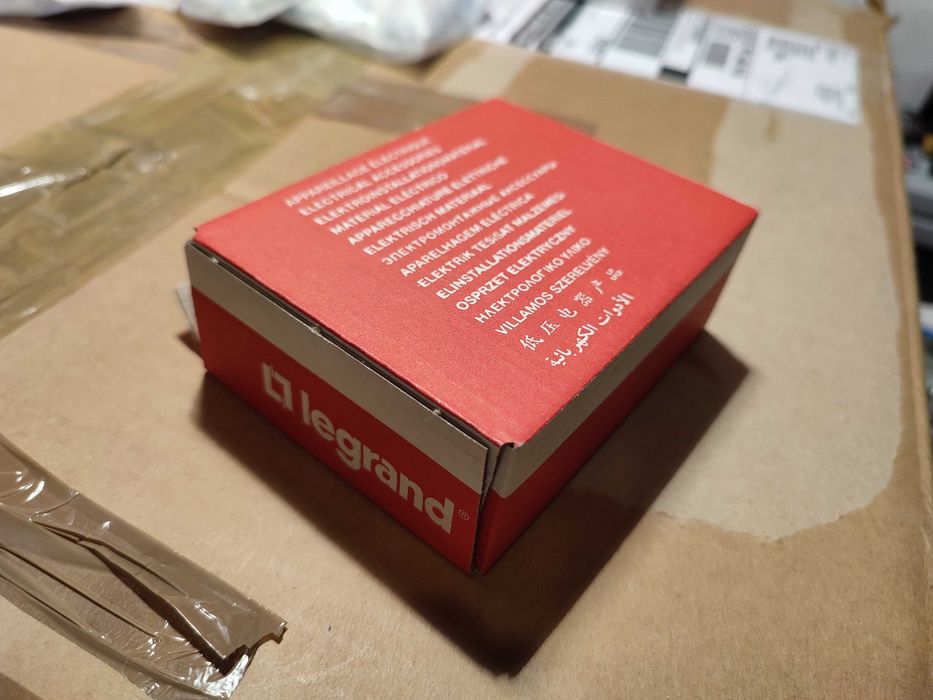 APPAREILLAGE ÉLECTRIQUE
ELECTRICAL ACCESSORIES
ELEKTROINSTALLATIONSMATERIAL
MATERIAL ELÉCTRICO
APPARECCHIATURE ELETTRICHE
ELEKTRISCH MATERIAAL
ЭЛЕКТРОМОНТАЖНЫЕ АКСЕССУАРЫ
APARELHAGEM ELÉCTRICA
ELEKTRIK TESISAT MALZEMESI
ELINSTALLATIONSMATERIEL
OSPRZĘT ELEKTRYCZNY
ΗΛΕΚΤΡΟΛΟΓΙΚΟ ΥΛΙΚΟ
VILLAMOS SZERELVÉNY
低压电器产品
الأدوات الكهربائية
legrand®